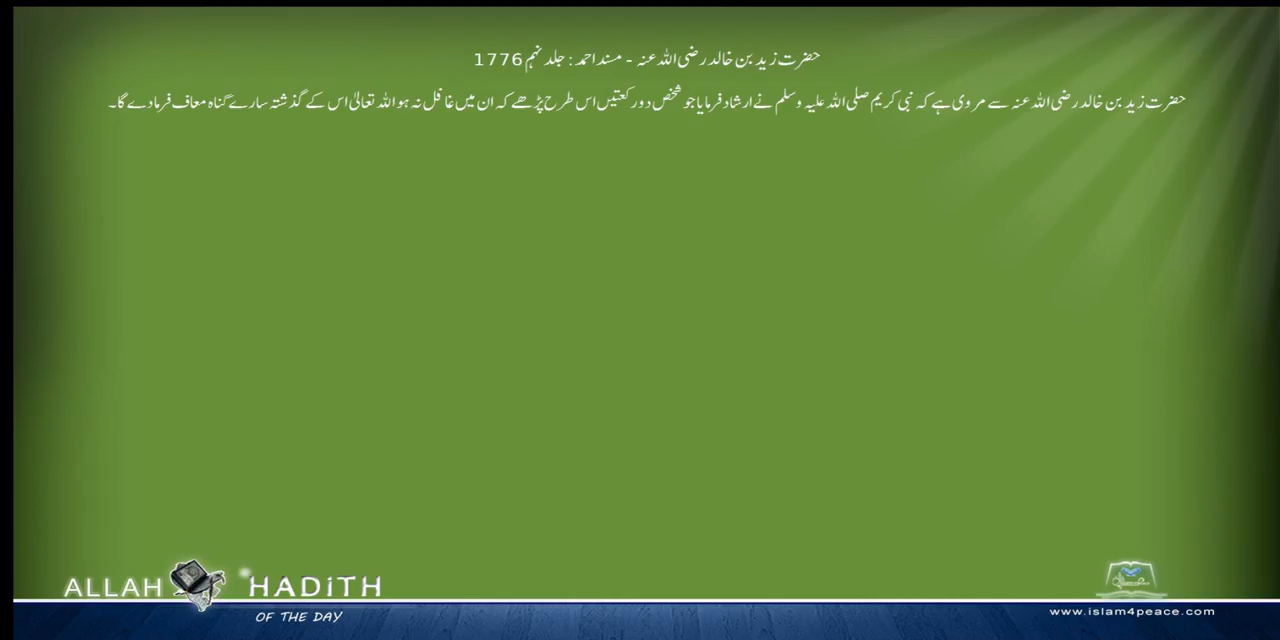 حضرت زید بن خالد رضی اللہ عنہ - مسند احمد : جلد نہم 1776
حضرت زید بن خالد رضی اللہ عنہ سے مروی ہے کہ نبی کریم صلی اللہ علیہ وسلم نے ارشاد فرمایا جو شخص دو رکعتیں اس طرح پڑھے کہ ان میں غافل نہ ہو اللہ تعالیٰ اس کے گذشتہ سارے گناہ معاف فرما دے گا۔
ALLAH HADITH
OF THE DAY
www.islam4peace.com